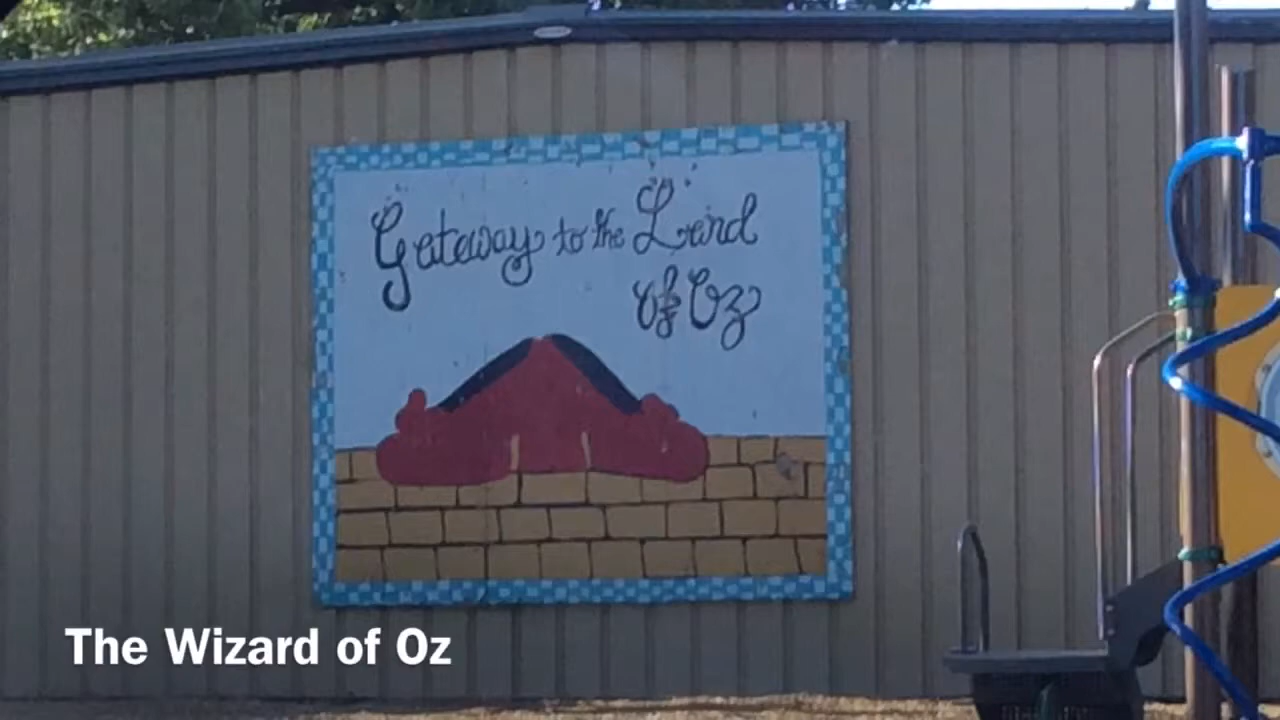 Gateway to the Land
of Oz
The Wizard of Oz